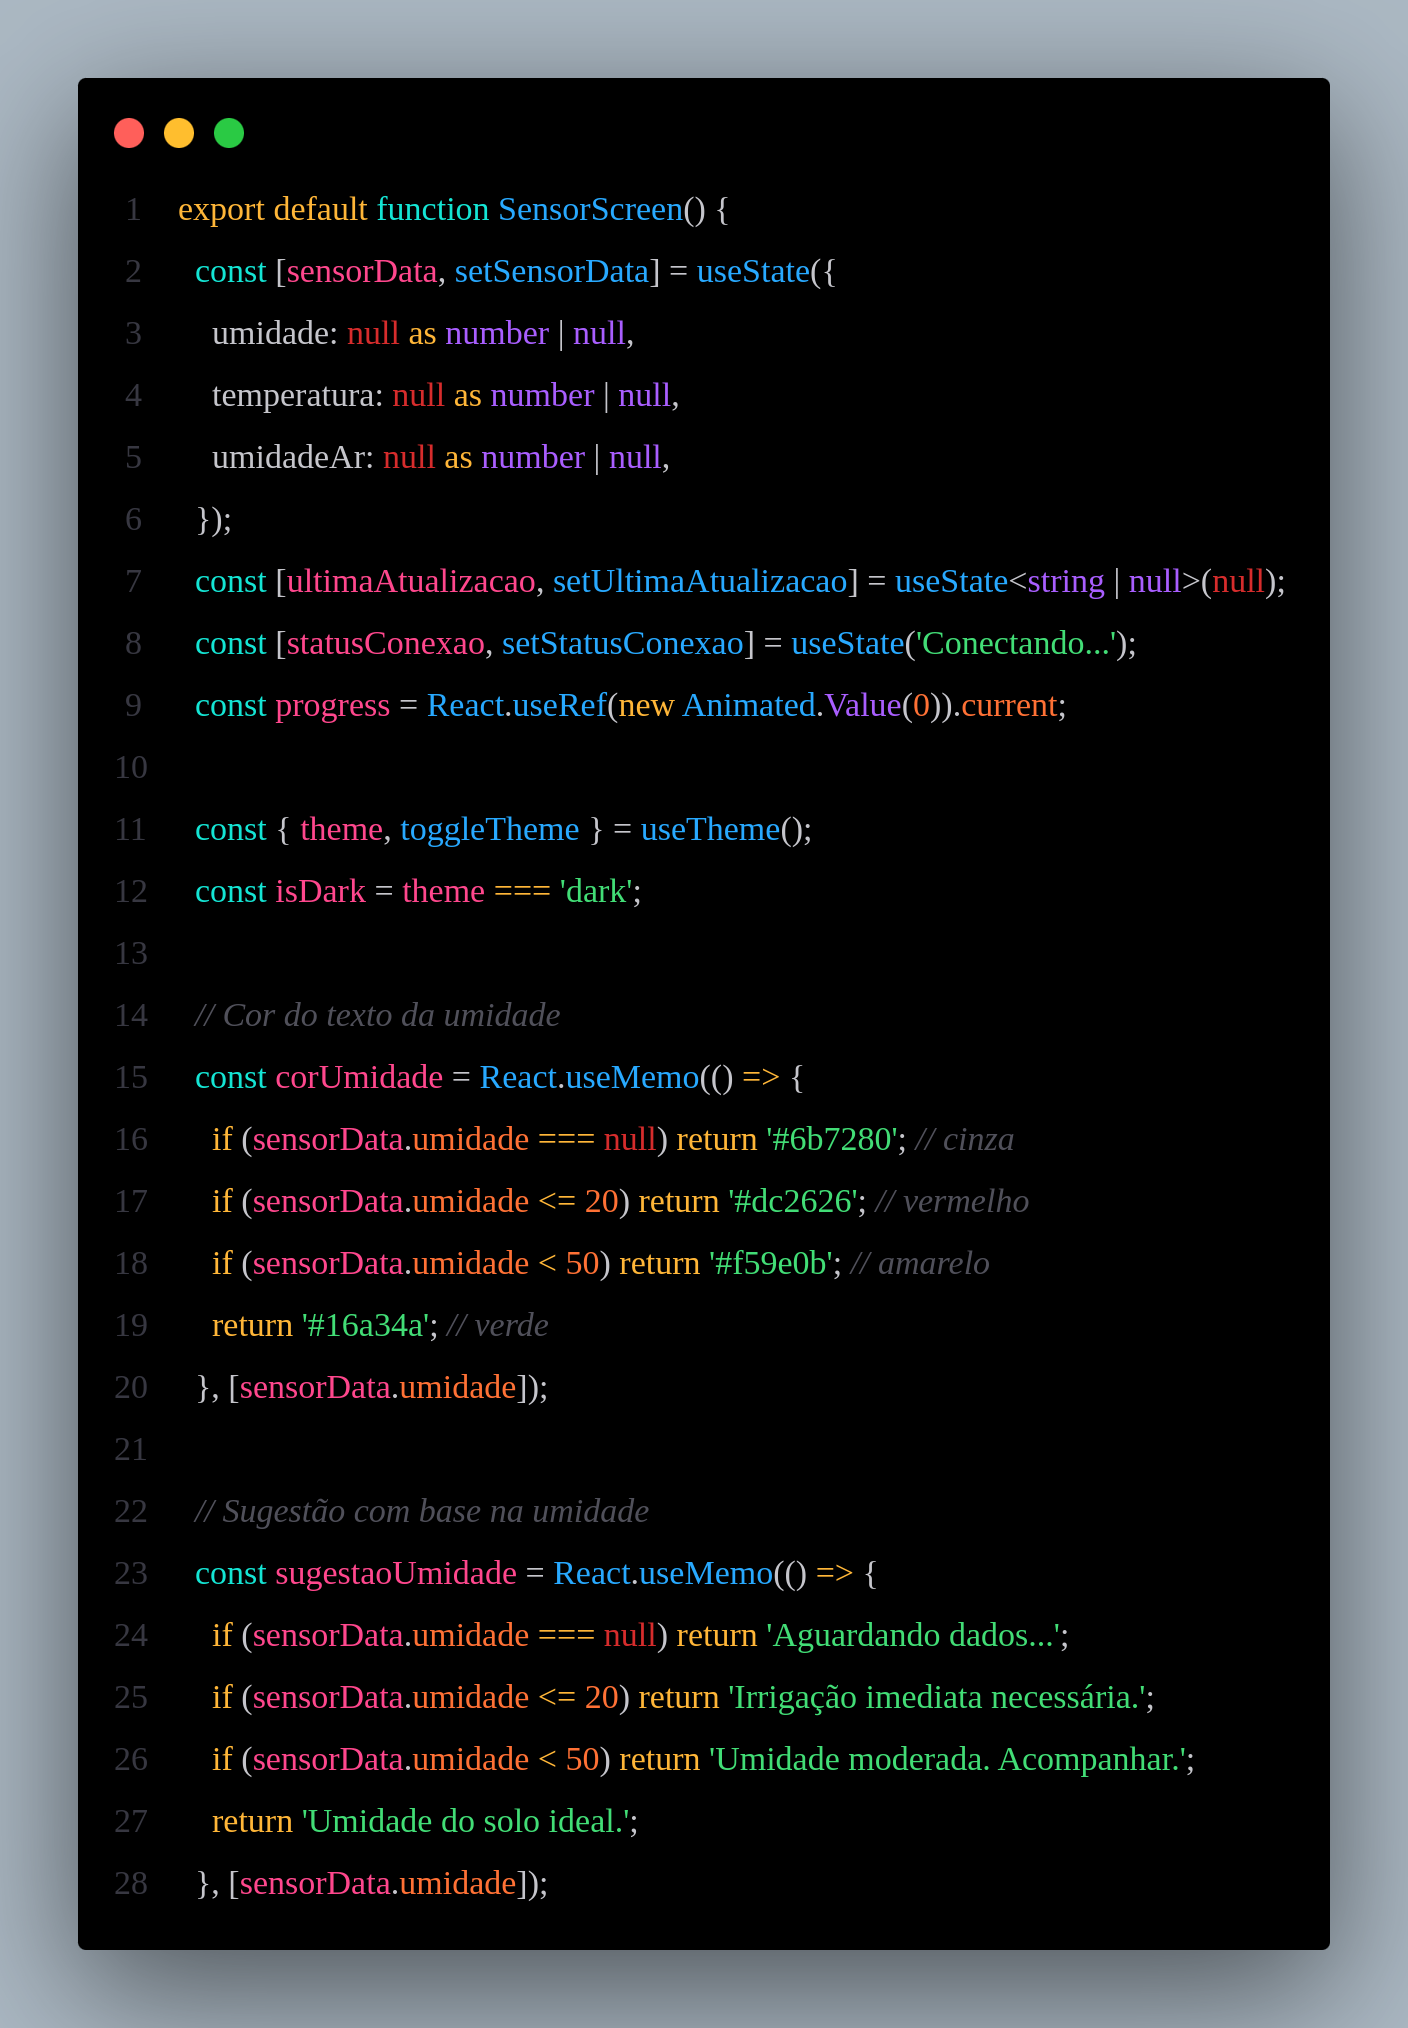 1 export default function SensorScreen() {
2 const [sensorData, setSensorData] = useState({
3 umidade: null as number | null,
4 temperatura: null as number | null,
5 umidadeAr: null as number | null,
6 });
7 const [ultimaAtualizacao, setUltimaAtualizacao] = useState<string | null>(null);
8 const [statusConexao, setStatusConexao] = useState('Conectando...');
9 const progress = React.useRef(new Animated.Value(0)).current;
10
11 const { theme, toggleTheme } = useTheme();
12 const isDark = theme === 'dark';
13
14 // Cor do texto da umidade
15 const corUmidade = React.useMemo(() => {
16 if (sensorData.umidade === null) return '#6b7280'; // cinza
17 if (sensorData.umidade <= 20) return '#dc2626'; // vermelho
18 if (sensorData.umidade < 50) return '#f59e0b'; // amarelo
19 return '#16a34a'; // verde
20 }, [sensorData.umidade]);
21
22 // Sugestão com base na umidade
23 const sugestaoUmidade = React.useMemo(() => {
24 if (sensorData.umidade === null) return 'Aguardando dados...';
25 if (sensorData.umidade <= 20) return 'Irrigação imediata necessária.';
26 if (sensorData.umidade < 50) return 'Umidade moderada. Acompanhar.';
27 return 'Umidade do solo ideal.';
28 }, [sensorData.umidade]);